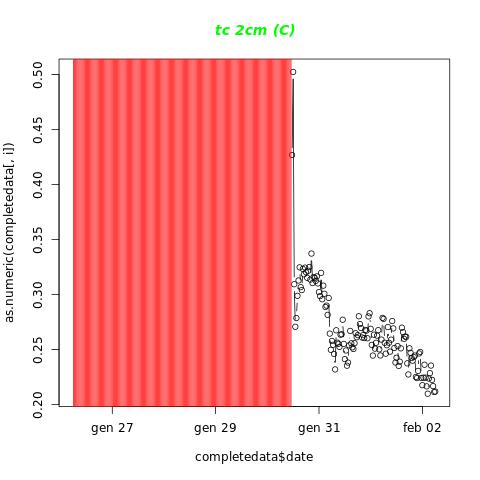 tc 2cm (C)
as.numeric(completedata[, i])
0.50
0.45
0.40
0.35
0.30
0.25
0.20
gen 27 gen 29 gen 31 feb 02
completedata$date